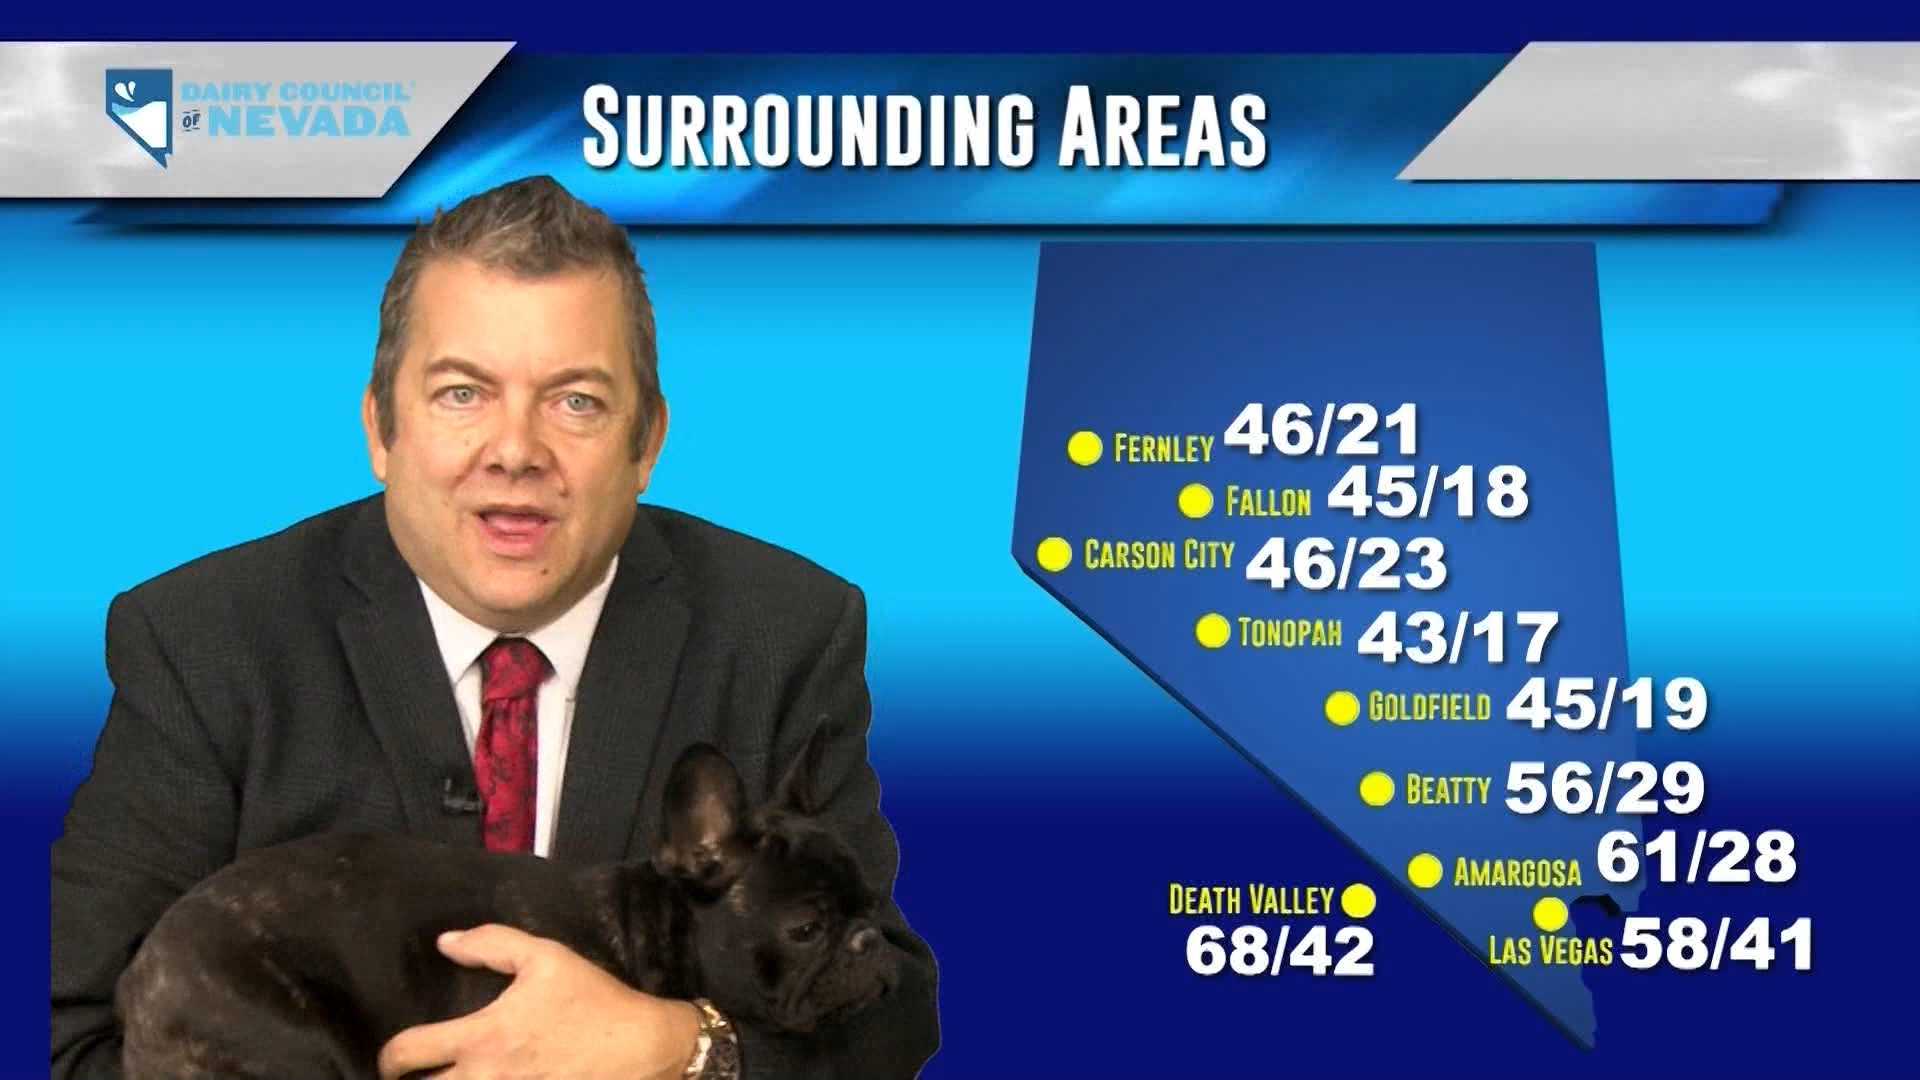 DAIRY COUNCIL
OF NEVADA
SURROUNDING AREAS
FERNLEY 46/21
FALLON 45/18
CARSON CITY 46/23
TONOPAH 43/17
GOLDFIELD 45/19
BEATTY 56/29
AMARGOSA 61/28
DEATH VALLEY
68/42
LAS VEGAS 58/41